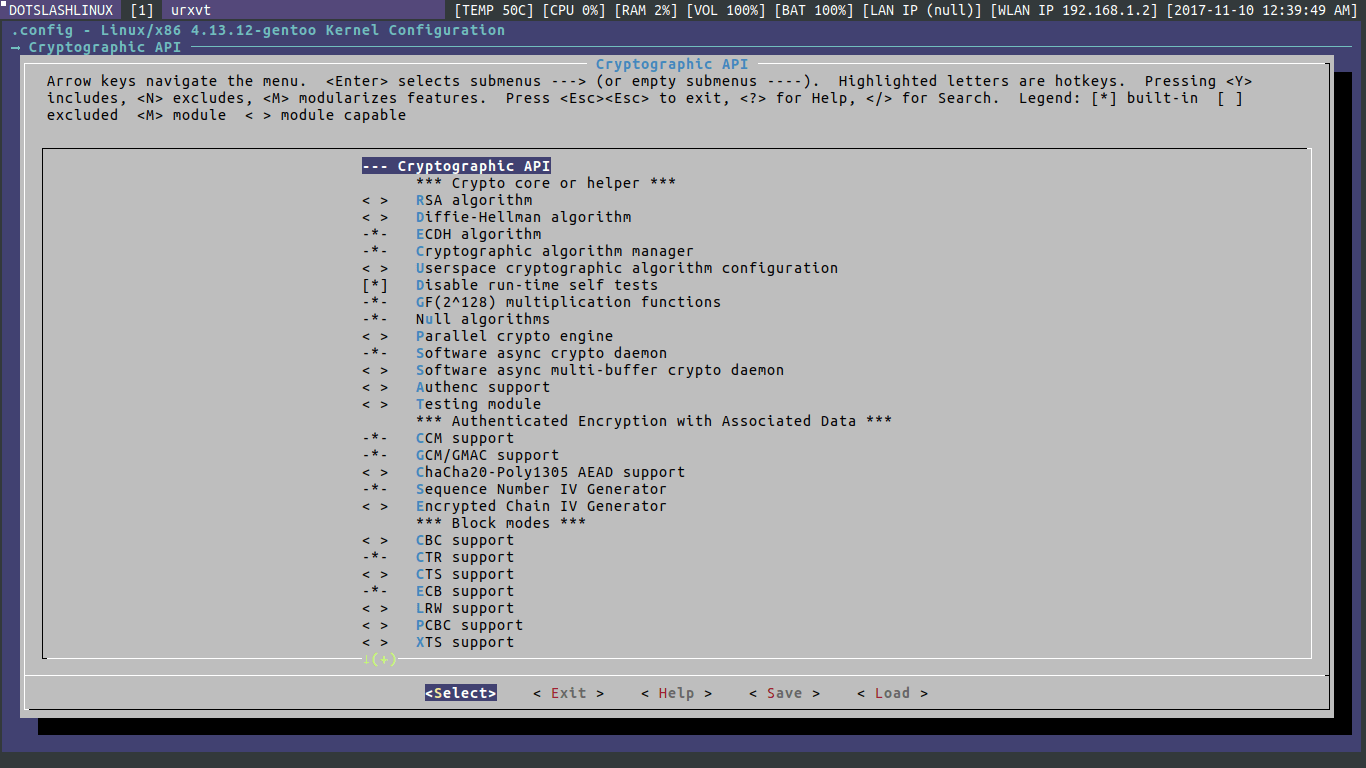 DOTSLASHLINUX [1] urxvt [TEMP 50C] [CPU 0%] [RAM 2%] [VOL 100%] [BAT 100%] [LAN IP (null)] [WLAN IP 192.168.1.2] [2017-11-10 12:39:49 AM]
.config - Linux/x86 4.13.12-gentoo Kernel Configuration
→ Cryptographic API
Cryptographic API
Arrow keys navigate the menu.  <Enter> selects submenus ---> (or empty submenus ----).  Highlighted letters are hotkeys.  Pressing <Y>
includes, <N> excludes, <M> modularizes features.  Press <Esc><Esc> to exit, <?> for Help, </> for Search.  Legend: [*] built-in  [ ]
excluded  <M> module  < > module capable
--- Cryptographic API
*** Crypto core or helper ***
< >   RSA algorithm
< >   Diffie-Hellman algorithm
-*-   ECDH algorithm
-*-   Cryptographic algorithm manager
< >   Userspace cryptographic algorithm configuration
[*]   Disable run-time self tests
-*-   GF(2^128) multiplication functions
-*-   Null algorithms
< >   Parallel crypto engine
-*-   Software async crypto daemon
< >   Software async multi-buffer crypto daemon
< >   Authenc support
< >   Testing module
*** Authenticated Encryption with Associated Data ***
-*-   CCM support
-*-   GCM/GMAC support
< >   ChaCha20-Poly1305 AEAD support
-*-   Sequence Number IV Generator
< >   Encrypted Chain IV Generator
*** Block modes ***
< >   CBC support
-*-   CTR support
< >   CTS support
-*-   ECB support
< >   LRW support
< >   PCBC support
< >   XTS support
↓(+)
<Select>    < Exit >    < Help >    < Save >    < Load >